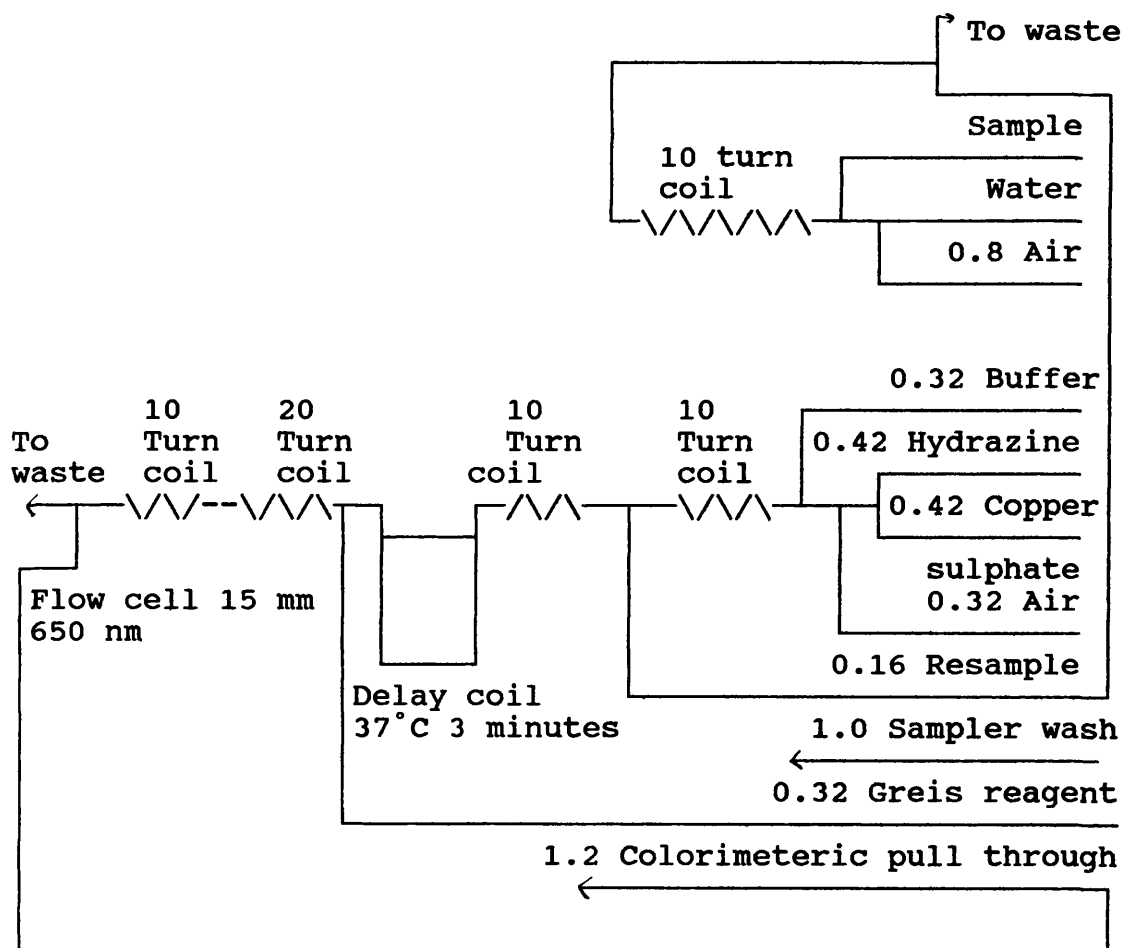 To waste
Sample
10 turn
coil
Water
0.8 Air
0.32 Buffer
10
Turn
coil
20
Turn
coil
10
Turn
coil
10
Turn
coil
To
waste
0.42 Hydrazine
0.42 Copper
sulphate
0.32 Air
Flow cell 15 mm
650 nm
0.16 Resample
Delay coil
37°C 3 minutes
1.0 Sampler wash
0.32 Greis reagent
1.2 Colorimeteric pull through